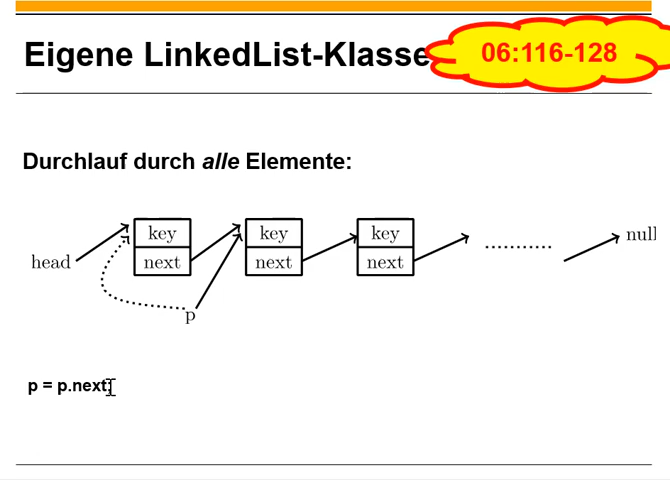 Eigene LinkedList-Klasse
06:116-128
Durchlauf durch alle Elemente:
head
key
next
key
next
key
next
............
null
p
p = p.next;